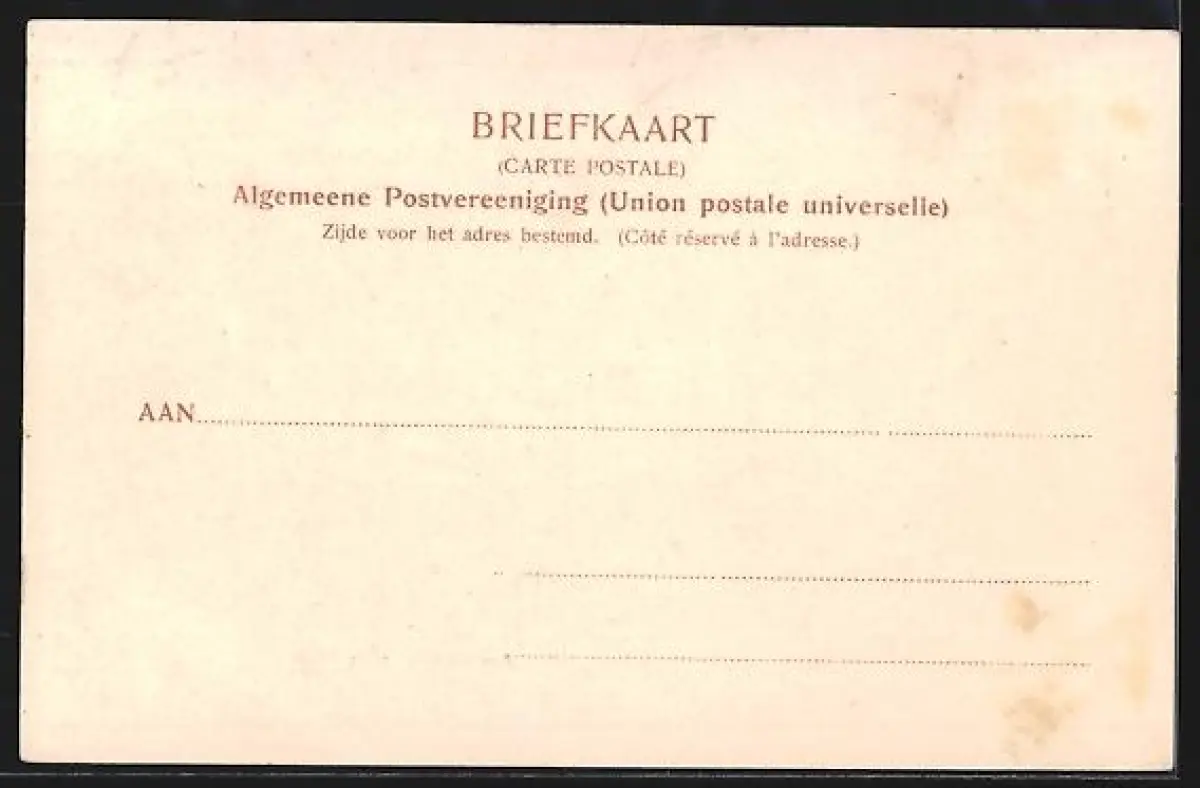 BRIEFKAART
(CARTE POSTALE)
Algemeene Postvereeniging (Union postale universelle)
Zijde voor het adres bestemd. (Côté réservé à l'adresse.)
AAN